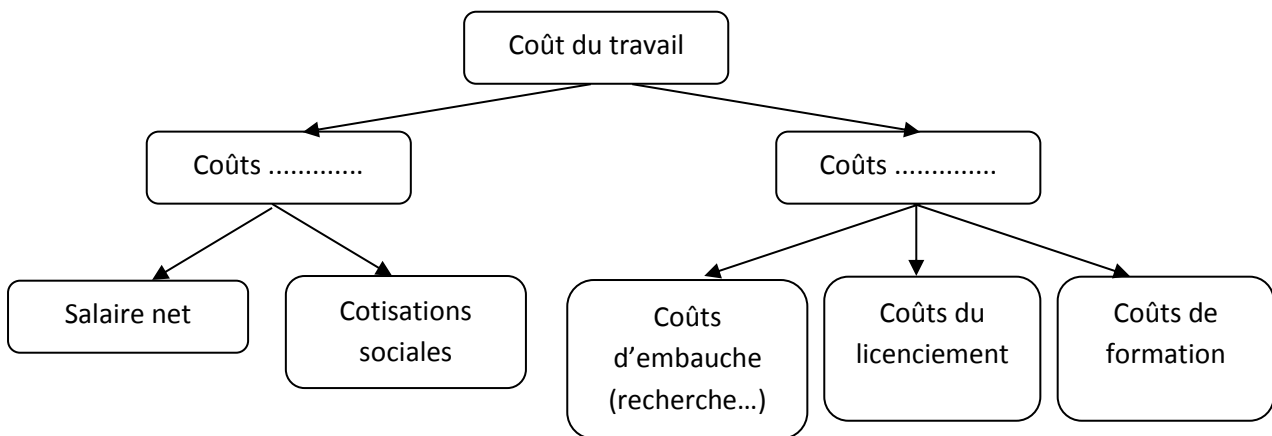 Coût du travail
Coûts .............
Coûts ..............
Salaire net
Cotisations
sociales
Coûts
d’embauche
(recherche…)
Coûts du
licenciement
Coûts de
formation